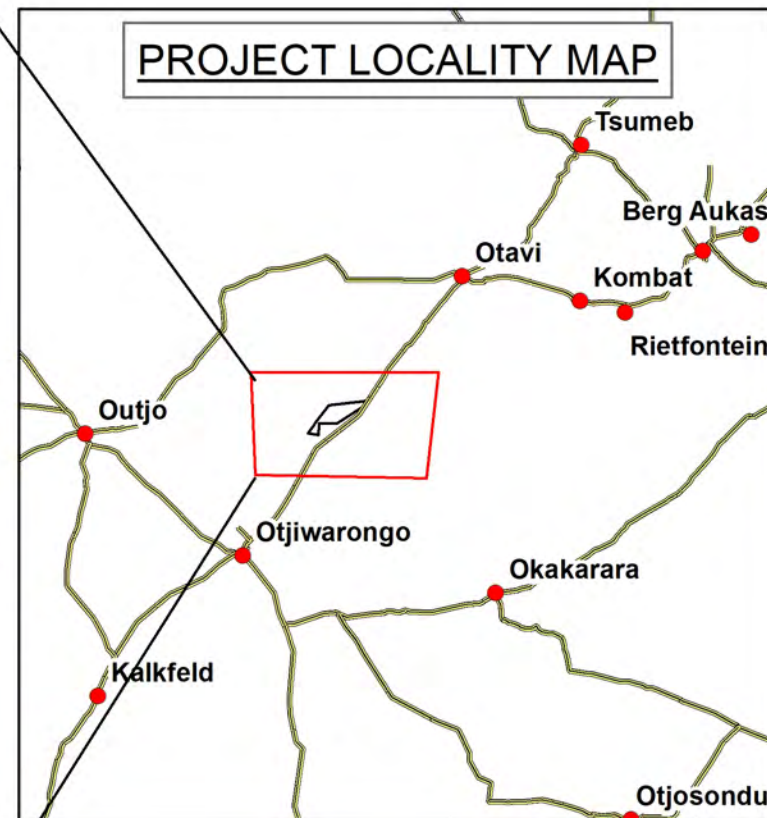 PROJECT LOCALITY MAP
Tsumeb
Berg Aukas
Otavi
Kombat
Rietfontein
Outjo
Otjiwarongo
Okakarara
Kalkfeld
Otjosondu